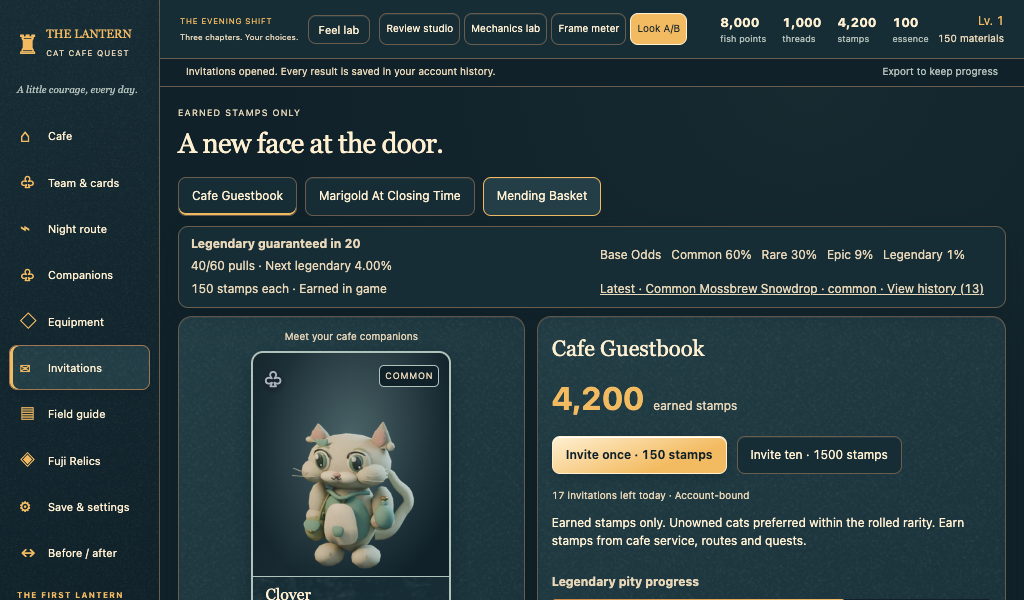 THE LANTERN
CAT CAFE QUEST
A little courage, every day.
Cafe
Team & cards
Night route
Companions
Equipment
Invitations
Field guide
Fuji Relics
Save & settings
Before / after
THE FIRST LANTERN
THE EVENING SHIFT
Three chapters. Your choices.
Feel lab
Review studio
Mechanics lab
Frame meter
Look A/B
8,000
fish points
1,000
threads
4,200
stamps
100
essence
Lv. 1
150 materials
Invitations opened. Every result is saved in your account history.
Export to keep progress
EARNED STAMPS ONLY
A new face at the door.
Cafe Guestbook
Marigold At Closing Time
Mending Basket
Legendary guaranteed in 20
40/60 pulls · Next legendary 4.00%
150 stamps each · Earned in game
Base Odds Common 60% Rare 30% Epic 9% Legendary 1%
Latest · Common Mossbrew Snowdrop · common · View history (13)
Meet your cafe companions
COMMON
Clover
Cafe Guestbook
4,200 earned stamps
Invite once · 150 stamps
Invite ten · 1500 stamps
17 invitations left today · Account-bound
Earned stamps only. Unowned cats preferred within the rolled rarity. Earn
stamps from cafe service, routes and quests.
Legendary pity progress